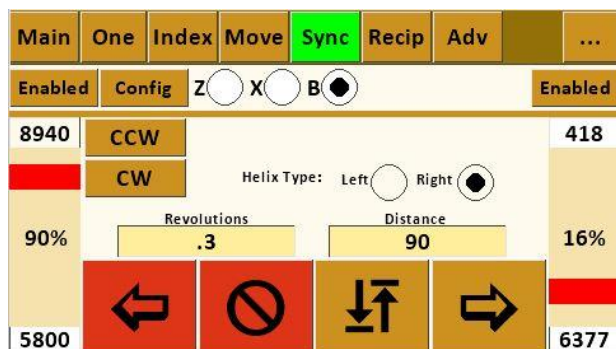 Main One Index Move Sync Recip Adv ...
Enabled Config Z X B Enabled
8940 CCW 418
CW Helix Type: Left Right
Revolutions Distance
90% .3 90 16%
5800 6377